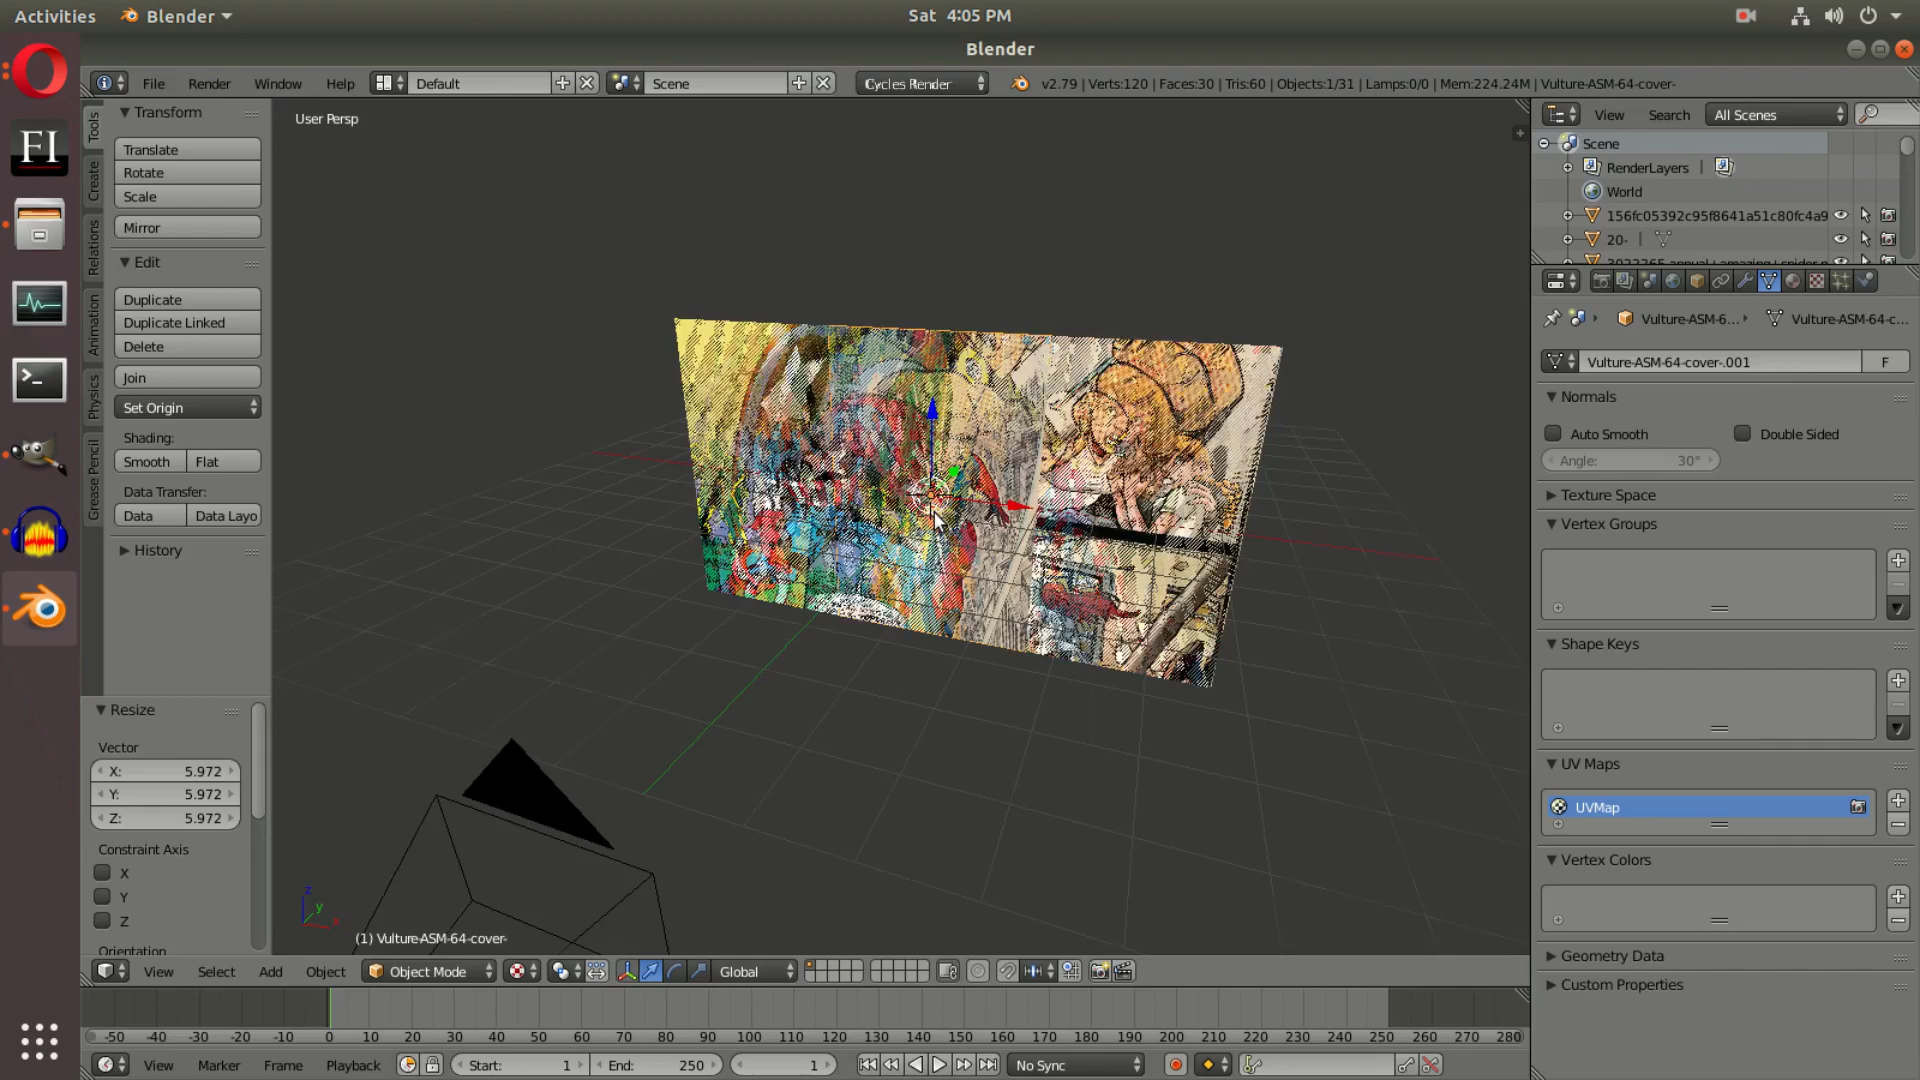 Activities Blender Sat 4:05 PM
Blender
File Render Window Help Default Scene Cycles Render v2.79 | Verts:120 | Faces:30 | Tris:60 | Objects:1/31 | Lamps:0/0 | Mem:224.24M | Vulture-ASM-64-cover-
FI
Tools
Create
Relations
Animation
Physics
Grease Pencil
Transform
Translate
Rotate
Scale
Mirror
Edit
Duplicate
Duplicate Linked
Delete
Join
Set Origin
Shading:
Smooth Flat
Data Transfer:
Data Data Layo
History
Resize
Vector
X: 5.972
Y: 5.972
Z: 5.972
Constraint Axis
X
Y
Z
Orientation
User Persp
z
y
x
(1) Vulture-ASM-64-cover-
View Select Add Object Object Mode Global
-50 -40 -30 -20 -10 0 10 20 30 40 50 60 70 80 90 100 110 120 130 140 150 160 170 180 190 200 210 220 230 240 250 260 270 280
View Marker Frame Playback Start: 1 End: 250 1 No Sync
View Search All Scenes
Scene
RenderLayers
World
156fc05392c95f8641a51c80fc4a9
20-
Vulture-ASM-6... Vulture-ASM-64-c...
Vulture-ASM-64-cover-.001 F
Normals
Auto Smooth Double Sided
Angle: 30°
Texture Space
Vertex Groups
Shape Keys
UV Maps
UVMap
Vertex Colors
Geometry Data
Custom Properties